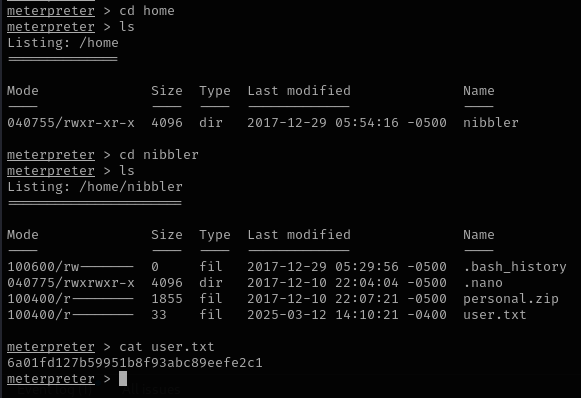 meterpreter > cd home
meterpreter > ls
Listing: /home
==============
Mode Size Type Last modified Name
---- ---- ---- ------------- ----
040755/rwxr-xr-x 4096 dir 2017-12-29 05:54:16 -0500 nibbler
meterpreter > cd nibbler
meterpreter > ls
Listing: /home/nibbler
======================
Mode Size Type Last modified Name
---- ---- ---- ------------- ----
100600/rw------- 0 fil 2017-12-29 05:29:56 -0500 .bash_history
040775/rwxrwxr-x 4096 dir 2017-12-10 22:04:04 -0500 .nano
100400/r-------- 1855 fil 2017-12-10 22:07:21 -0500 personal.zip
100400/r-------- 33 fil 2025-03-12 14:10:21 -0400 user.txt
meterpreter > cat user.txt
6a01fd127b59951b8f93abc89eefe2c1
meterpreter >